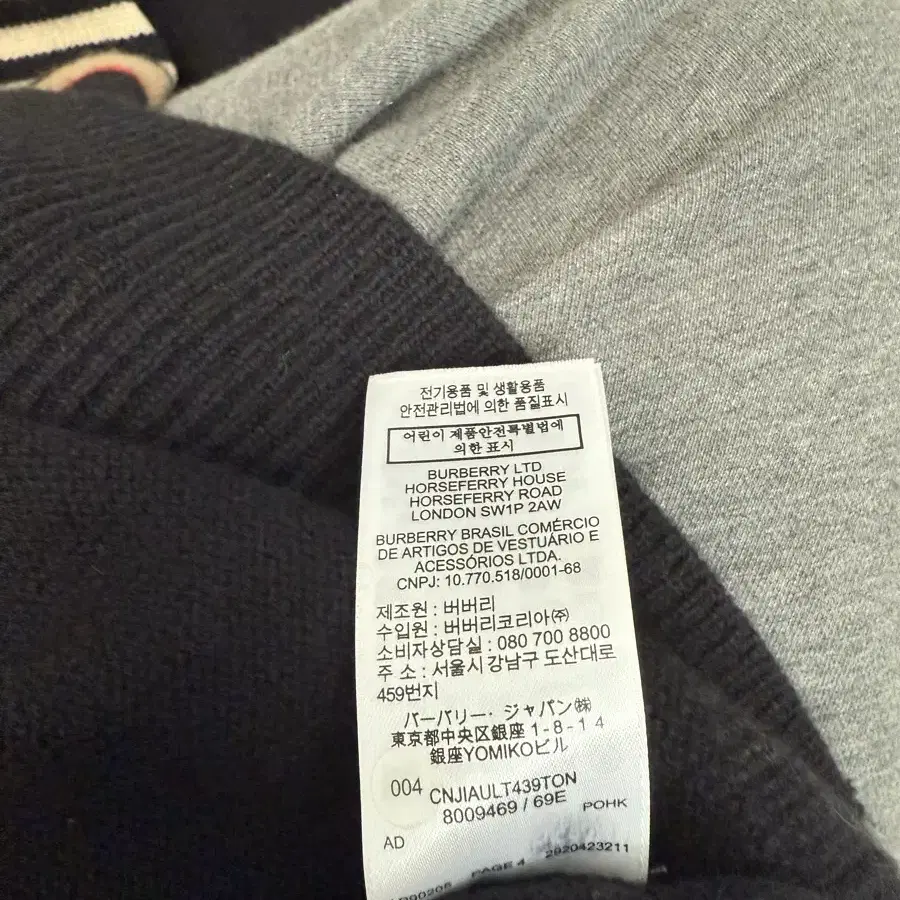 전기용품 및 생활용품
안전관리법에 의한 품질표시
어린이 제품안전특별법에
의한 표시
BURBERRY LTD
HORSEFERRY HOUSE
HORSEFERRY ROAD
LONDON SW1P 2AW
BURBERRY BRASIL COMÉRCIO
DE ARTIGOS DE VESTUÁRIO E
ACESSÓRIOS LTDA.
CNPJ: 10.770.518/0001-68
제조원 : 버버리
수입원 : 버버리코리아㈜
소비자상담실 : 080 700 8800
주 소 : 서울시 강남구 도산대로
459번지
バーバリー・ジャパン㈱
東京都中央区銀座 1-8-14
銀座YOMIKOビル
004 CNJIAULT439TON
8009469 / 69E
POHK
AD
PAGE 4 2920423211